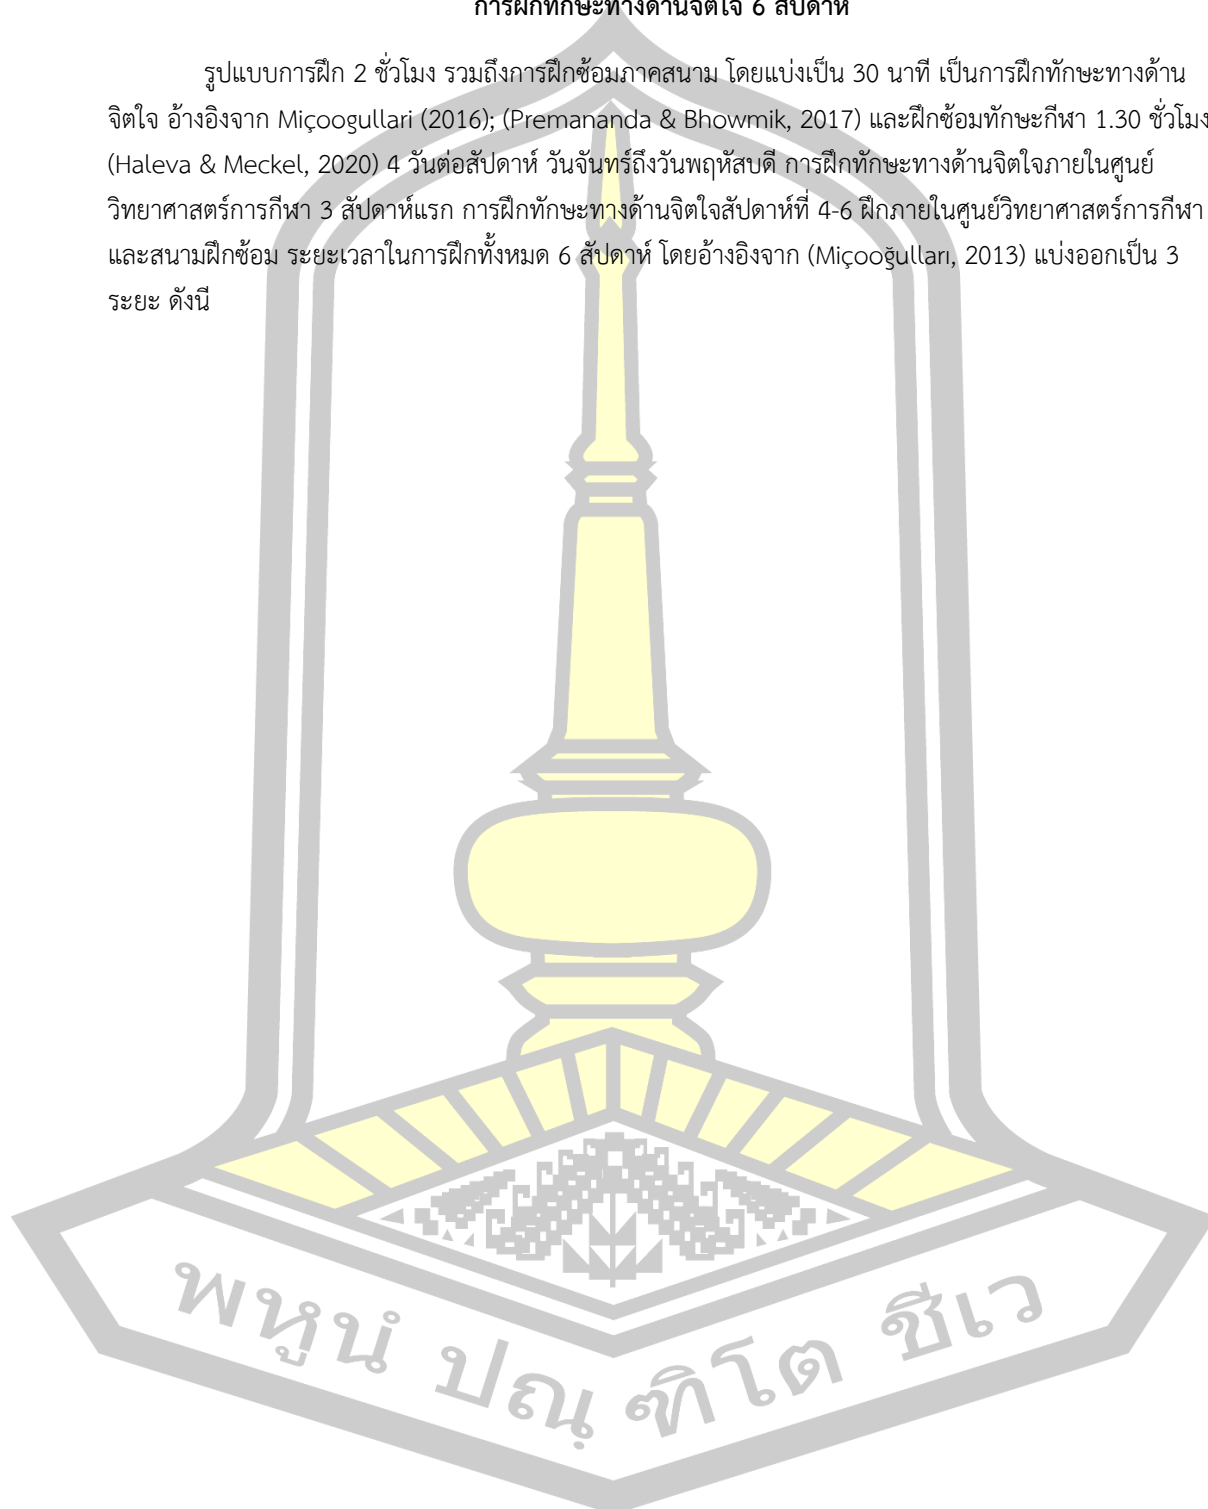 การฝึกทักษะทางด้านจิตใจ 6 สัปดาห์
รูปแบบการฝึก 2 ชั่วโมง รวมถึงการฝึกซ้อมภาคสนาม โดยแบ่งเป็น 30 นาที เป็นการฝึกทักษะทางด้าน
จิตใจ อ้างอิงจาก Miçoogullari (2016); (Premananda & Bhowmik, 2017) และฝึกซ้อมทักษะกีฬา 1.30 ชั่วโมง
(Haleva & Meckel, 2020) 4 วันต่อสัปดาห์ วันจันทร์ถึงวันพฤหัสบดี การฝึกทักษะทางด้านจิตใจภายในศูนย์
วิทยาศาสตร์การกีฬา 3 สัปดาห์แรก การฝึกทักษะทางด้านจิตใจสัปดาห์ที่ 4-6 ฝึกภายในศูนย์วิทยาศาสตร์การกีฬา
และสนามฝึกซ้อม ระยะเวลาในการฝึกทั้งหมด 6 สัปดาห์ โดยอ้างอิงจาก (Miçooğulları, 2013) แบ่งออกเป็น 3
ระยะ ดังนี
พหูนํ ปณฺฑิโต ชีเว